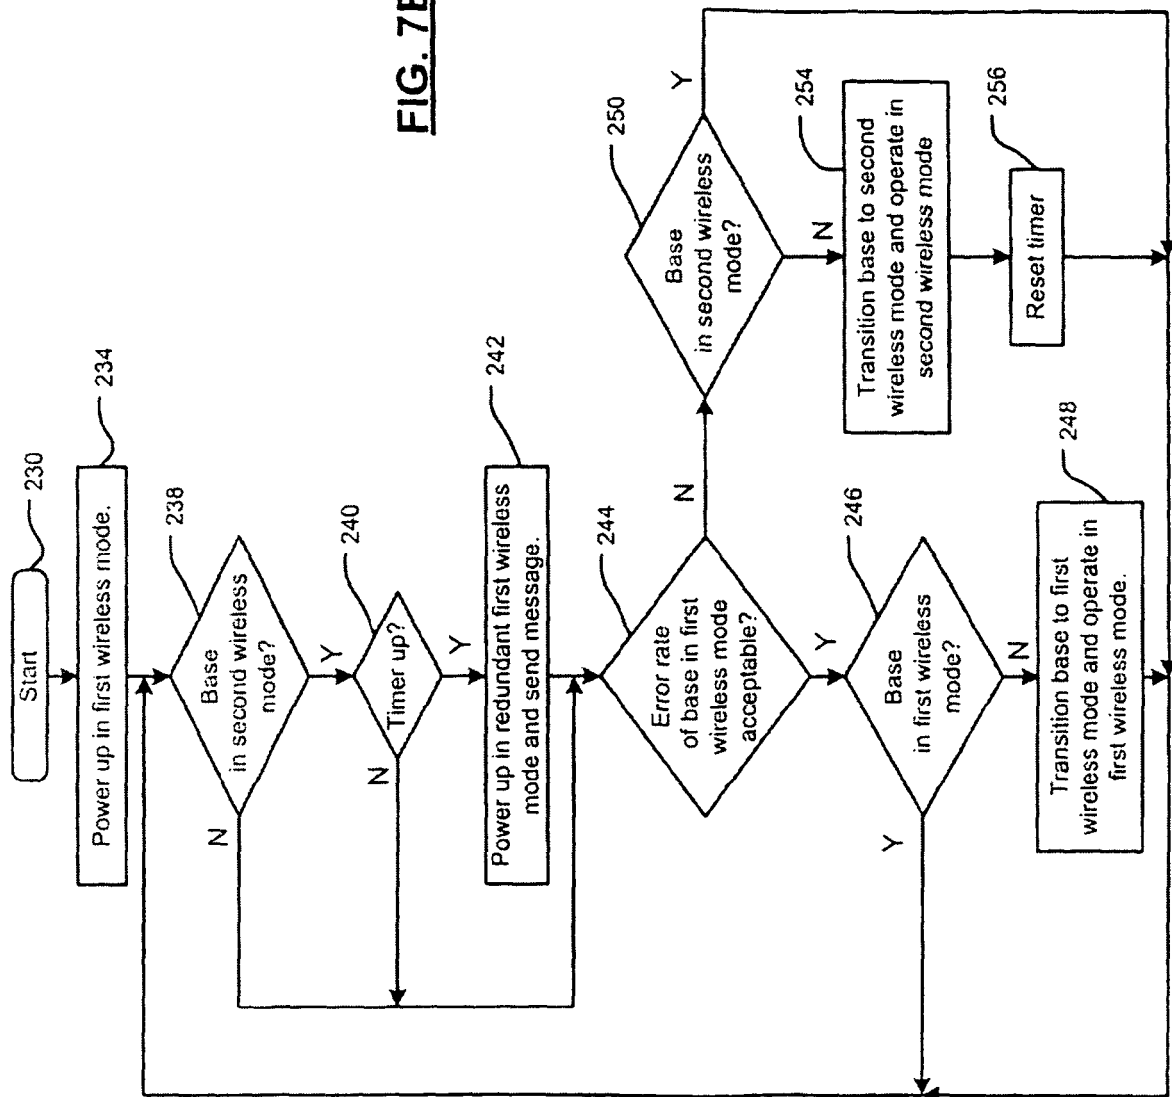 FIG. 7B
Start
230
Power up in first wireless mode.
234
Base
in second wireless
mode?
238
N
Y
Timer up?
240
N
Y
Power up in redundant first wireless
mode and send message.
242
Error rate
of base in first
wireless mode
acceptable?
244
N
Y
Base
in second wireless
mode?
250
Y
N
Transition base to second
wireless mode and operate in
second wireless mode
254
Reset timer
256
Base
in first wireless
mode?
246
Y
N
Transition base to first
wireless mode and operate in
first wireless mode.
248